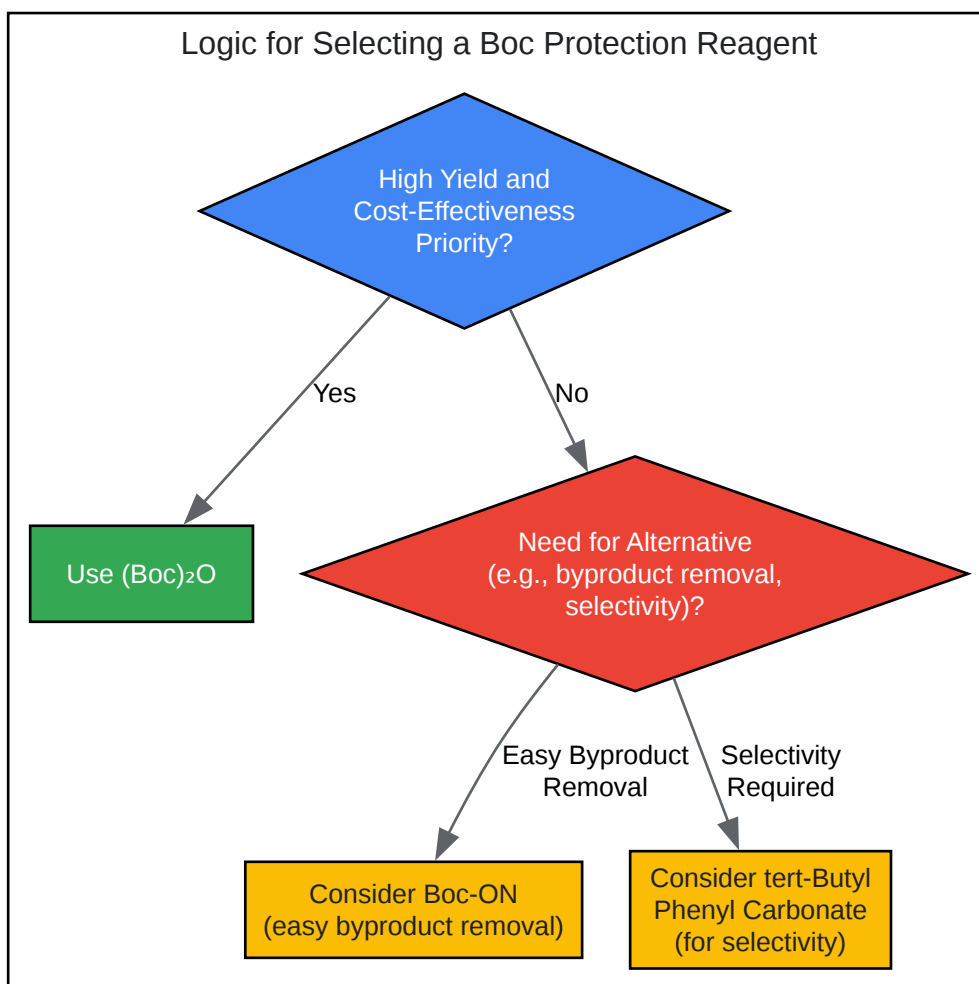 Logic for Selecting a Boc Protection Reagent
High Yield and
Cost-Effectiveness
Priority?
Yes
No
Use (Boc)₂O
Need for Alternative
(e.g., byproduct removal,
selectivity)?
Easy Byproduct
Removal
Selectivity
Required
Consider Boc-ON
(easy byproduct removal)
Consider tert-Butyl
Phenyl Carbonate
(for selectivity)